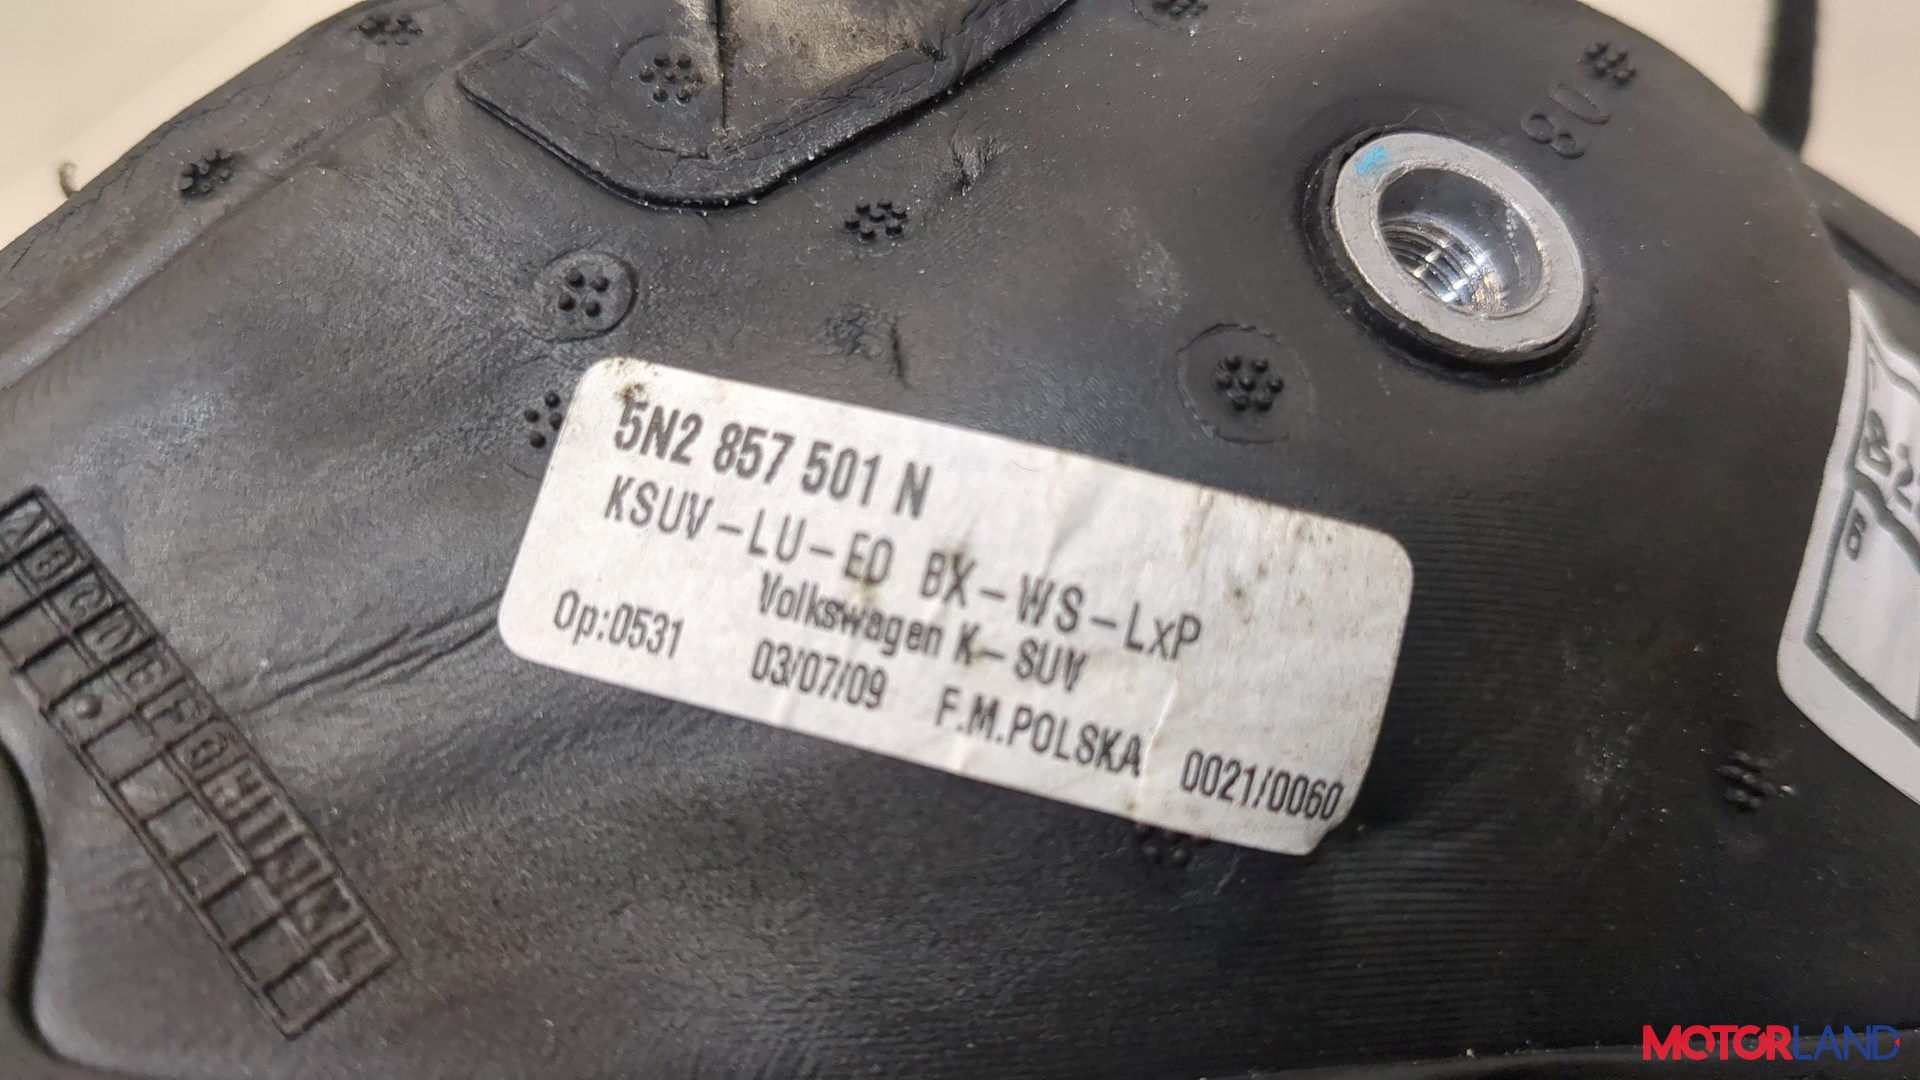 80
5N2 857 501 N
KSUV-LU-EO BX-WS-LxP
Volkswagen K-SUV
Op:0531 03/07/09 F.M.POLSKA 0021/0060
A B C D E F G H I J K L
B
MOTORLAND